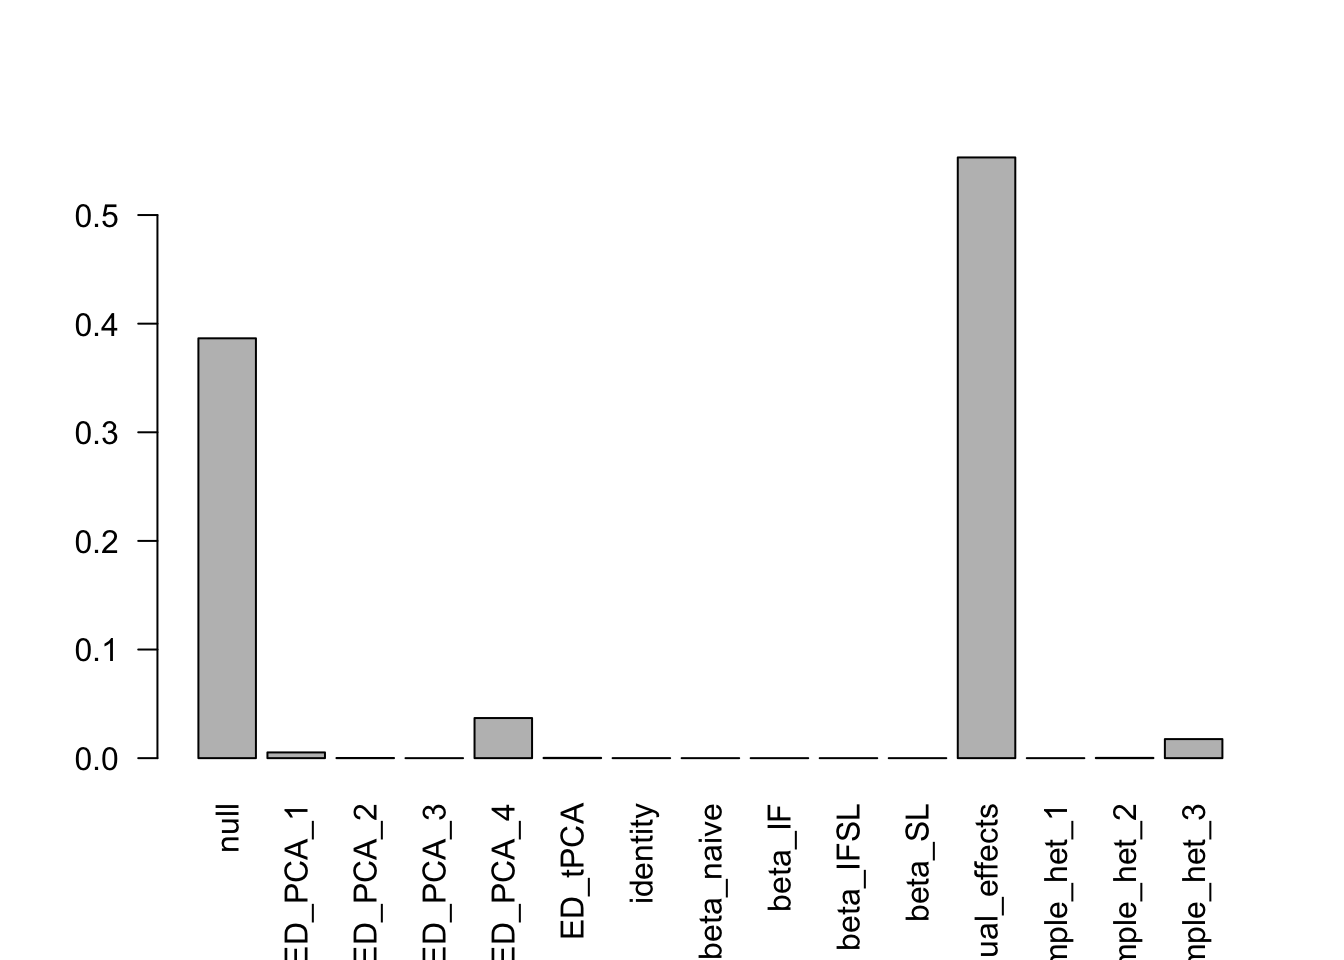 0.5
0.4
0.3
0.2
0.1
0.0
null
ED_PCA_1
ED_PCA_2
ED_PCA_3
ED_PCA_4
ED_tPCA
identity
beta_naive
beta_IF
beta_IFSL
beta_SL
ual_effects
mple_het_1
mple_het_2
mple_het_3